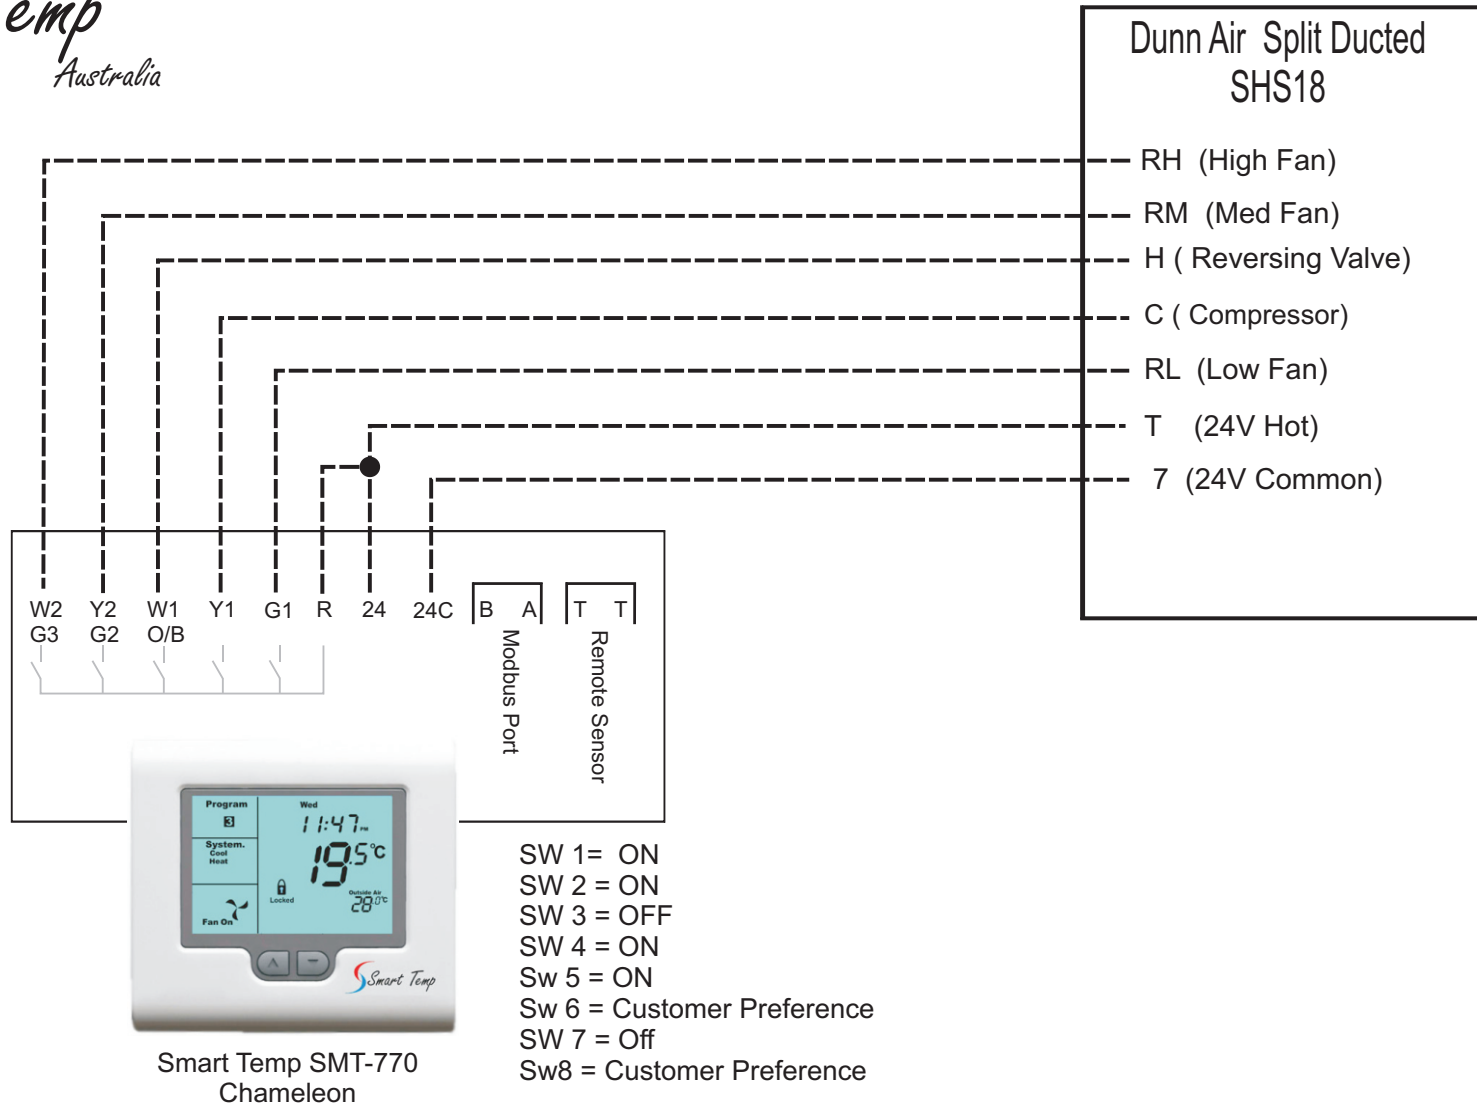 emp
Australia
Dunn Air Split Ducted
SHS18
RH (High Fan)
RM (Med Fan)
H ( Reversing Valve)
C ( Compressor)
RL (Low Fan)
T (24V Hot)
7 (24V Common)
W2 Y2 W1 Y1 G1 R 24 24C B A T T
G3 G2 O/B
Modbus Port
Remote Sensor
Program
3
System.
Cool
Heat
Fan On
Wed
11:47 PM
19.5°C
Locked
Outside Air
28.0°C
Smart Temp
Smart Temp SMT-770
Chameleon
SW 1= ON
SW 2 = ON
SW 3 = OFF
SW 4 = ON
Sw 5 = ON
Sw 6 = Customer Preference
SW 7 = Off
Sw8 = Customer Preference